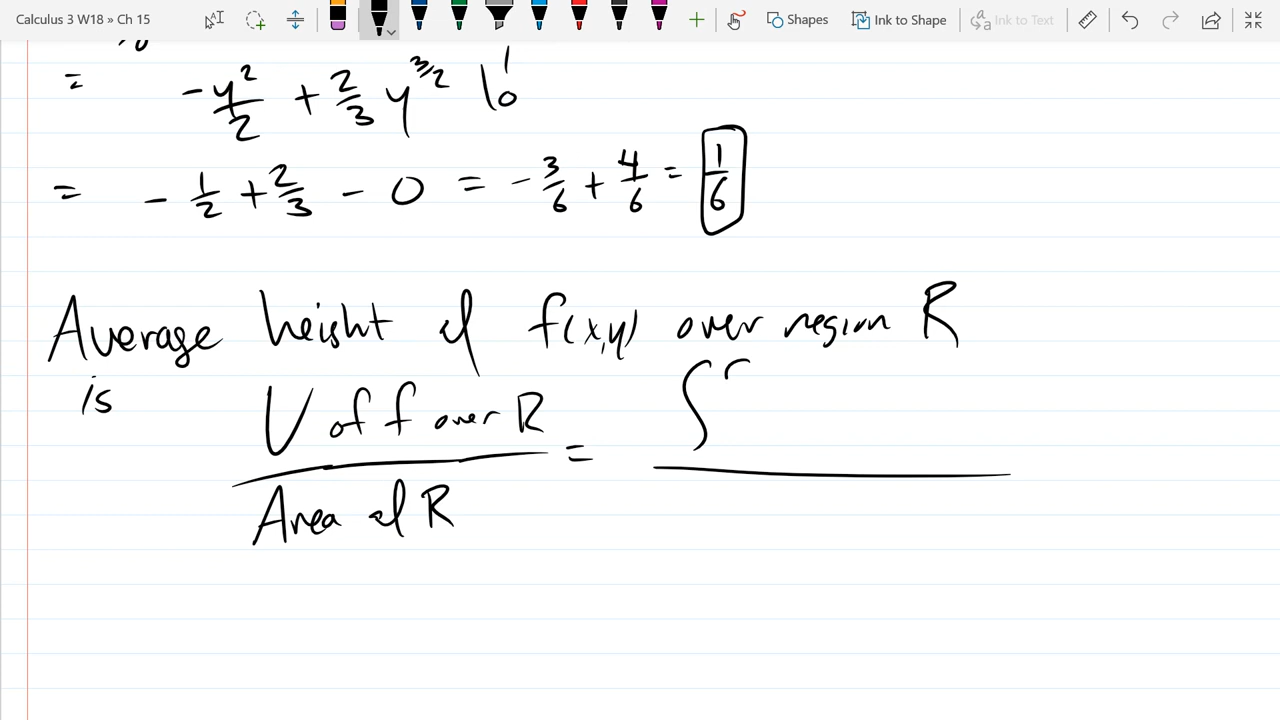 Calculus 3 W18 » Ch 15 Shapes Ink to Shape Ink to Text
= -y²/2 + 2/3 y^3/2 |₀¹
= -1/2 + 2/3 - 0 = -3/6 + 4/6 = 1/6
Average height of f(x,y) over region R
is V of f over R / Area of R = ∫